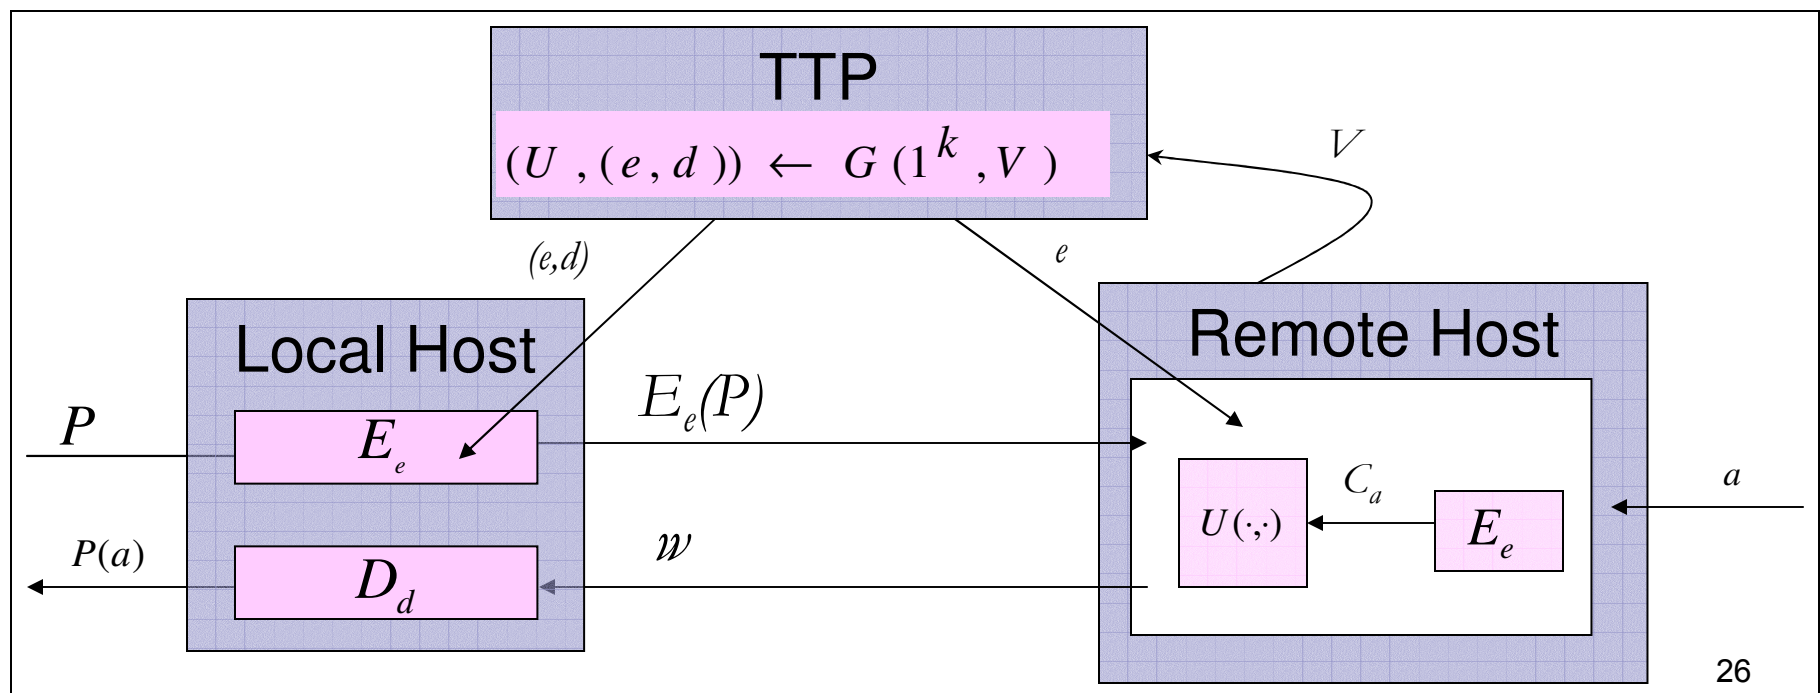 TTP
(U , (e, d )) ← G (1^k , V )
V
(e,d)
e
Local Host
Remote Host
P
E_e
E_e(P)
C_a
a
U(·,·)
E_e
P(a)
D_d
w
26